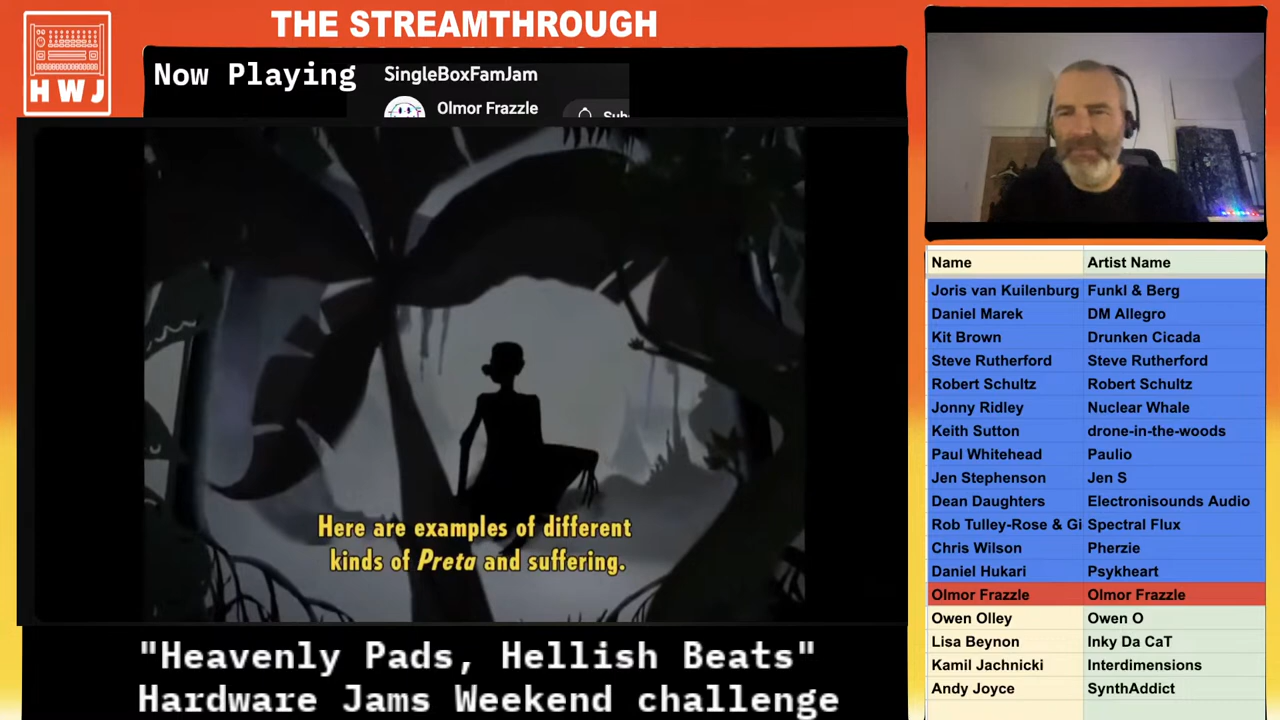 THE STREAMTHROUGH
HWJ
Now Playing
SingleBoxFamJam
Olmor Frazzle
Here are examples of different
kinds of Preta and suffering.
"Heavenly Pads, Hellish Beats"
Hardware Jams Weekend challenge
Name Artist Name
Joris van Kuilenburg Funkl & Berg
Daniel Marek DM Allegro
Kit Brown Drunken Cicada
Steve Rutherford Steve Rutherford
Robert Schultz Robert Schultz
Jonny Ridley Nuclear Whale
Keith Sutton drone-in-the-woods
Paul Whitehead Paulio
Jen Stephenson Jen S
Dean Daughters Electronisounds Audio
Rob Tulley-Rose & Gi Spectral Flux
Chris Wilson Pherzie
Daniel Hukari Psykheart
Olmor Frazzle Olmor Frazzle
Owen Olley Owen O
Lisa Beynon Inky Da CaT
Kamil Jachnicki Interdimensions
Andy Joyce SynthAddict